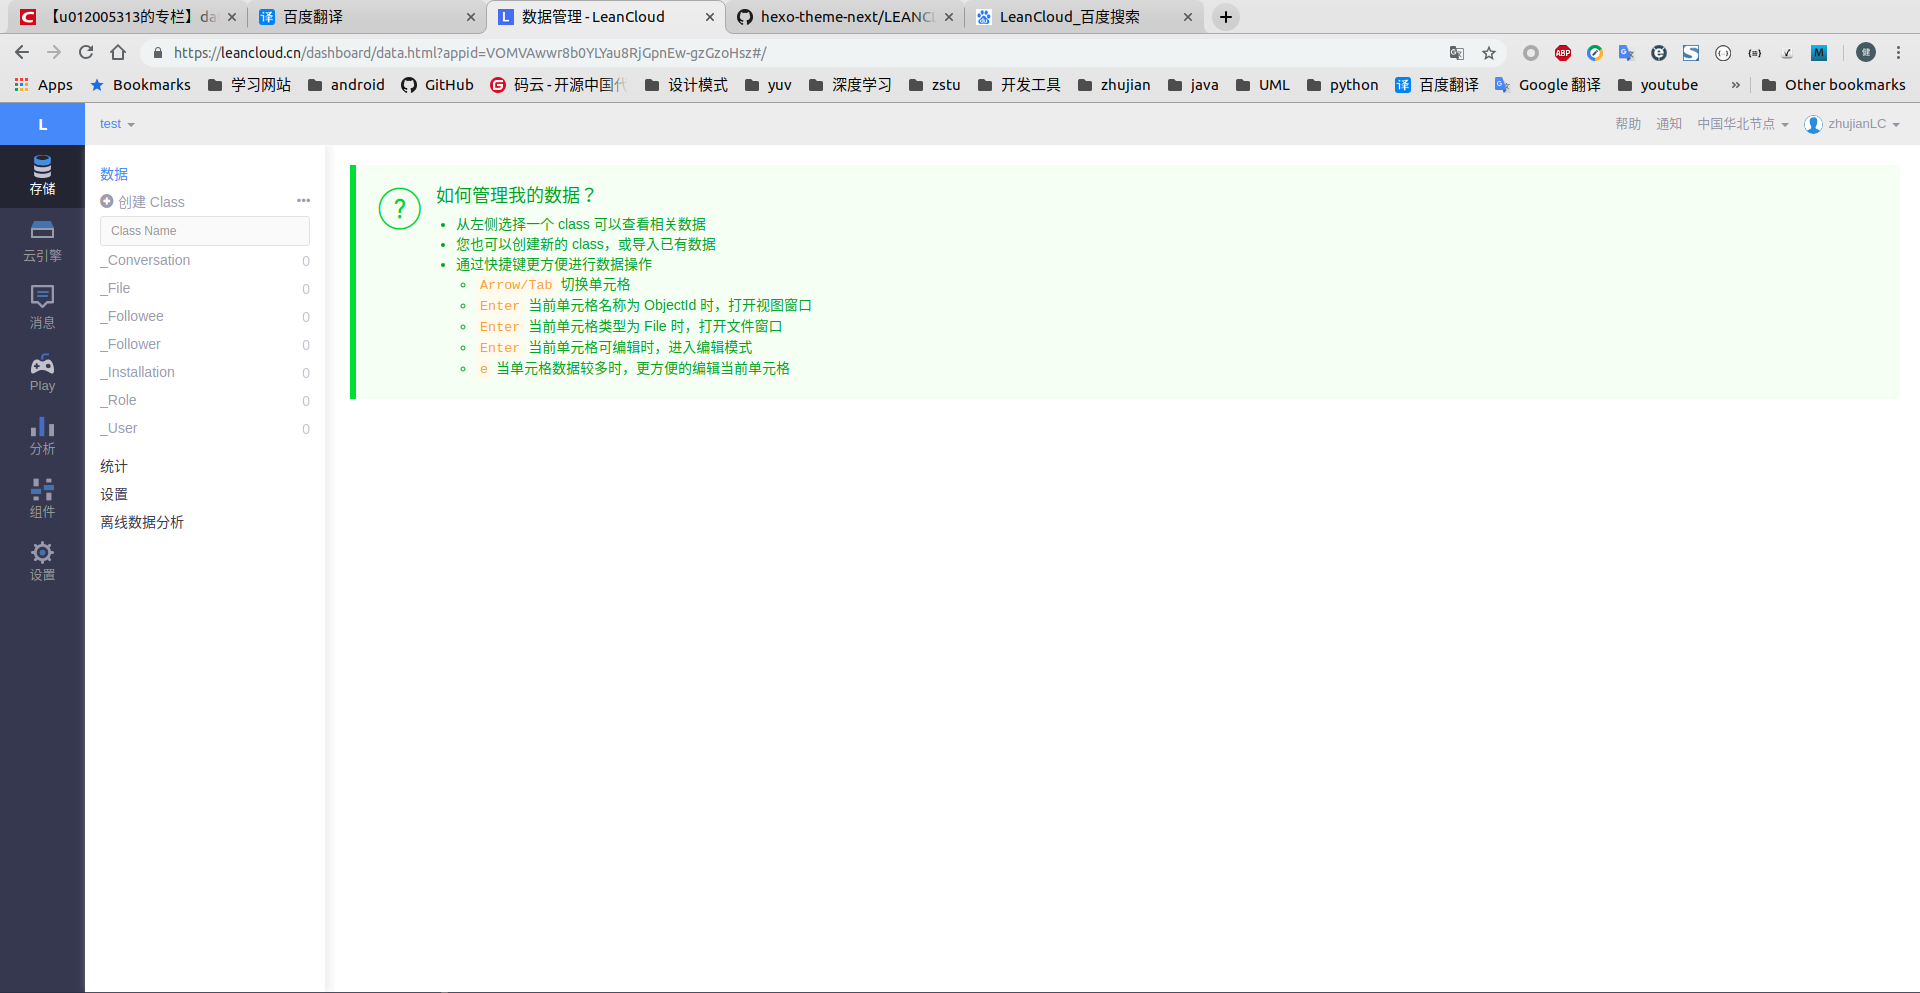 【u012005313的专栏】da
百度翻译
数据管理 - LeanCloud
hexo-theme-next/LEANCL
LeanCloud_百度搜索
https://leancloud.cn/dashboard/data.html?appid=VOMVAwwr8b0YLYau8RjGpnEw-gzGzoHsz#/
Apps
Bookmarks
学习网站
android
GitHub
码云 - 开源中国代
设计模式
yuv
深度学习
zstu
开发工具
zhujian
java
UML
python
百度翻译
Google 翻译
youtube
»
Other bookmarks
L
test
帮助
通知
中国华北节点
zhujianLC
存储
云引擎
消息
Play
分析
组件
设置
数据
创建 Class
Class Name
_Conversation 0
_File 0
_Followee 0
_Follower 0
_Installation 0
_Role 0
_User 0
统计
设置
离线数据分析
?
如何管理我的数据？
从左侧选择一个 class 可以查看相关数据
您也可以创建新的 class，或导入已有数据
通过快捷键更方便进行数据操作
Arrow/Tab 切换单元格
Enter 当前单元格名称为 ObjectId 时，打开视图窗口
Enter 当前单元格类型为 File 时，打开文件窗口
Enter 当前单元格可编辑时，进入编辑模式
e 当单元格数据较多时，更方便的编辑当前单元格